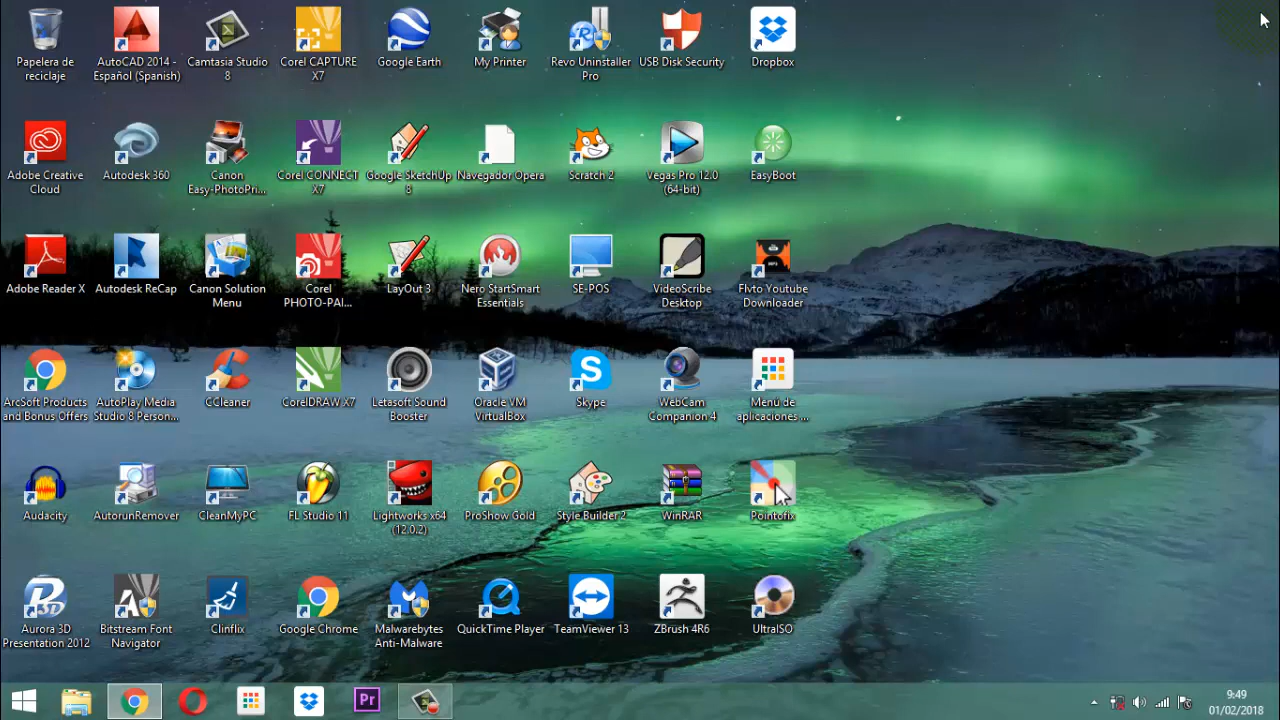 Papelera de
reciclaje
AutoCAD 2014 -
Español (Spanish)
Camtasia Studio
8
Corel CAPTURE
X7
Google Earth
My Printer
Revo Uninstaller
Pro
USB Disk Security
Dropbox
Adobe Creative
Cloud
Autodesk 360
Canon
Easy-PhotoPri...
Corel CONNECT
X7
Google SketchUp
8
Navegador Opera
Scratch 2
Vegas Pro 12.0
(64-bit)
EasyBoot
Adobe Reader X
Autodesk ReCap
Canon Solution
Menu
Corel
PHOTO-PAI...
LayOut 3
Nero StartSmart
Essentials
SE-POS
VideoScribe
Desktop
Flvto Youtube
Downloader
ArcSoft Products
and Bonus Offers
AutoPlay Media
Studio 8 Person...
CCleaner
CorelDRAW X7
Letasoft Sound
Booster
Oracle VM
VirtualBox
Skype
WebCam
Companion 4
Menú de
aplicaciones ...
Audacity
AutorunRemover
CleanMyPC
FL Studio 11
Lightworks x64
(12.0.2)
ProShow Gold
Style Builder 2
WinRAR
Pointofix
Aurora 3D
Presentation 2012
Bitstream Font
Navigator
Clinflix
Google Chrome
Malwarebytes
Anti-Malware
QuickTime Player
TeamViewer 13
ZBrush 4R6
UltraISO
Pr
9:49
01/02/2018